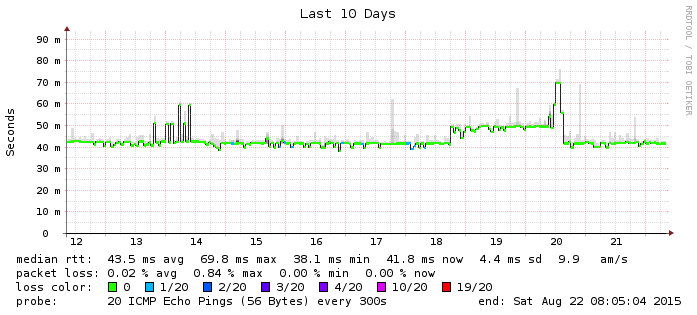 Last 10 Days
RRDTOOL / TOBI OETIKER
Seconds
90 m
80 m
70 m
60 m
50 m
40 m
30 m
20 m
10 m
0
12 13 14 15 16 17 18 19 20 21
median rtt: 43.5 ms avg 69.8 ms max 38.1 ms min 41.8 ms now 4.4 ms sd 9.9 am/s
packet loss: 0.02 % avg 0.84 % max 0.00 % min 0.00 % now
loss color: 0 1/20 2/20 3/20 4/20 10/20 19/20
probe: 20 ICMP Echo Pings (56 Bytes) every 300s end: Sat Aug 22 08:05:04 2015